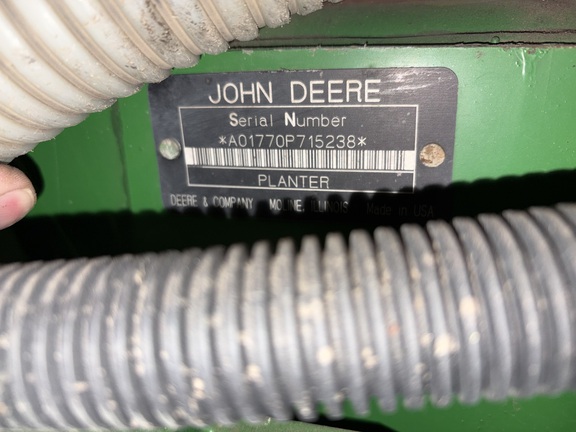 JOHN DEERE
Serial Number
*A01770P715238*
PLANTER
DEERE & COMPANY MOLINE, ILLINOIS Made in USA